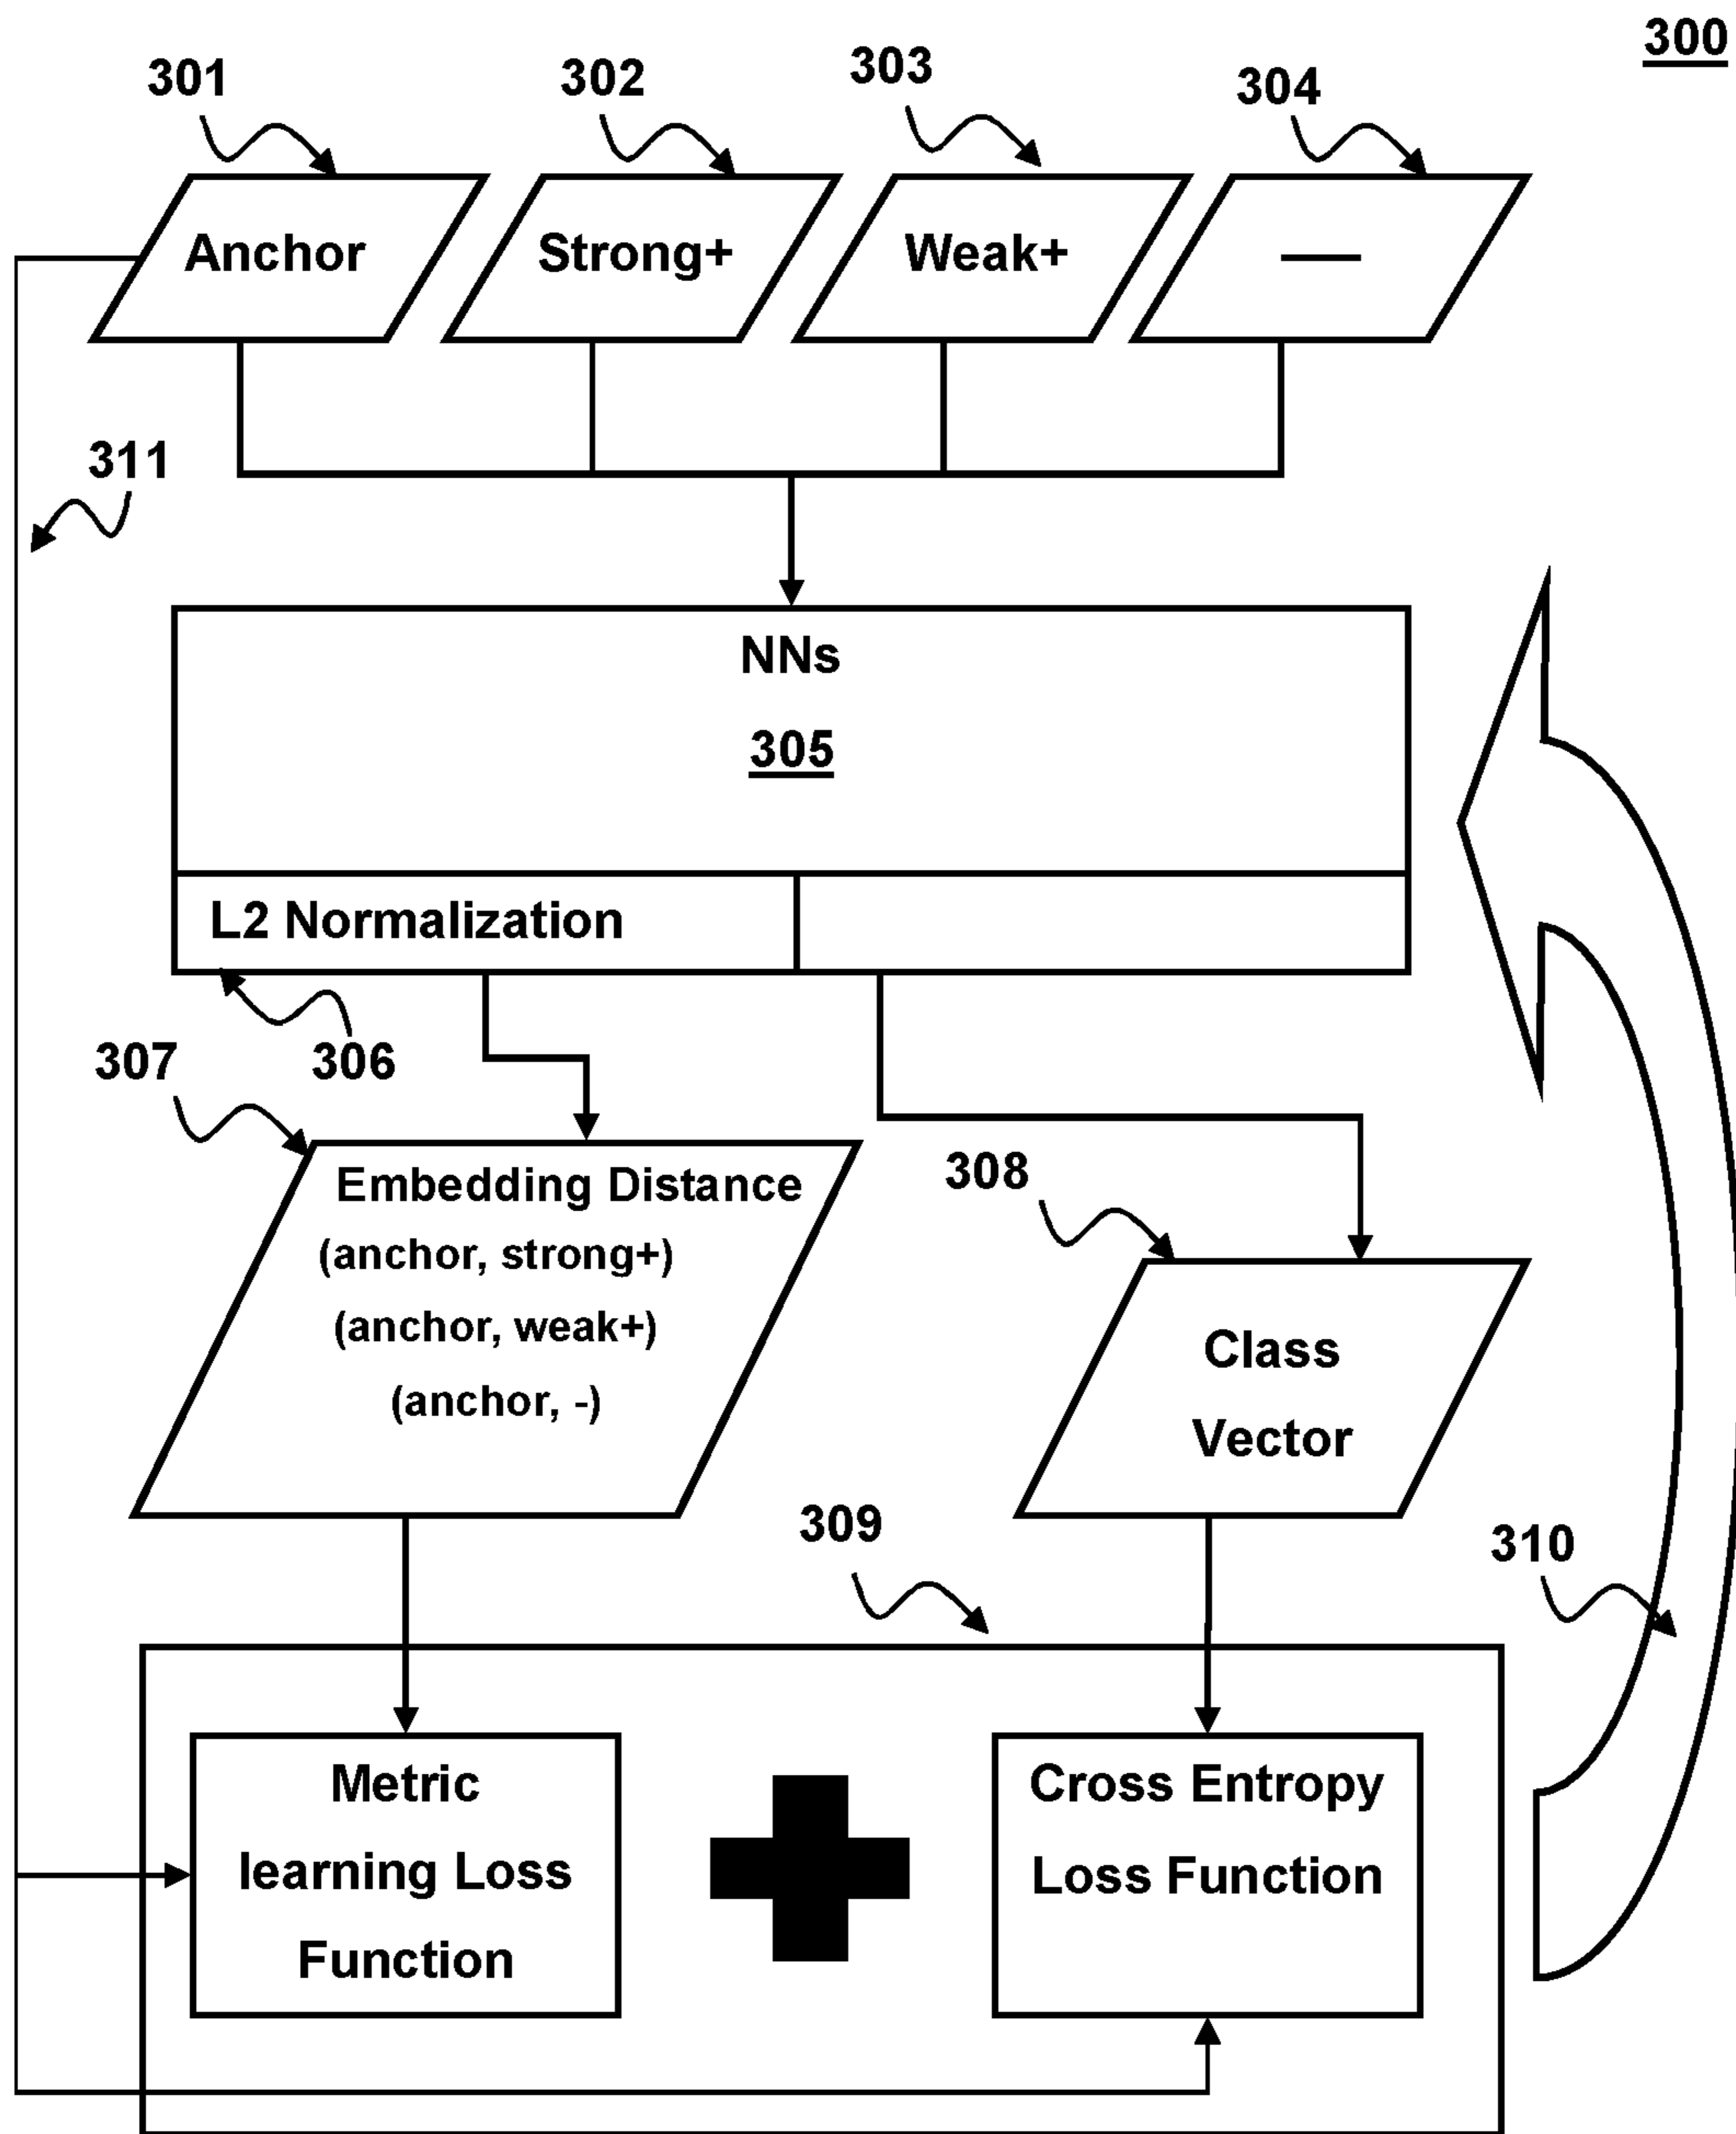 300
301
302
303
304
Anchor
Strong+
Weak+
—
311
NNs
305
L2 Normalization
307
306
Embedding Distance
(anchor, strong+)
(anchor, weak+)
(anchor, -)
308
Class
Vector
309
310
Metric
learning Loss
Function
Cross Entropy
Loss Function